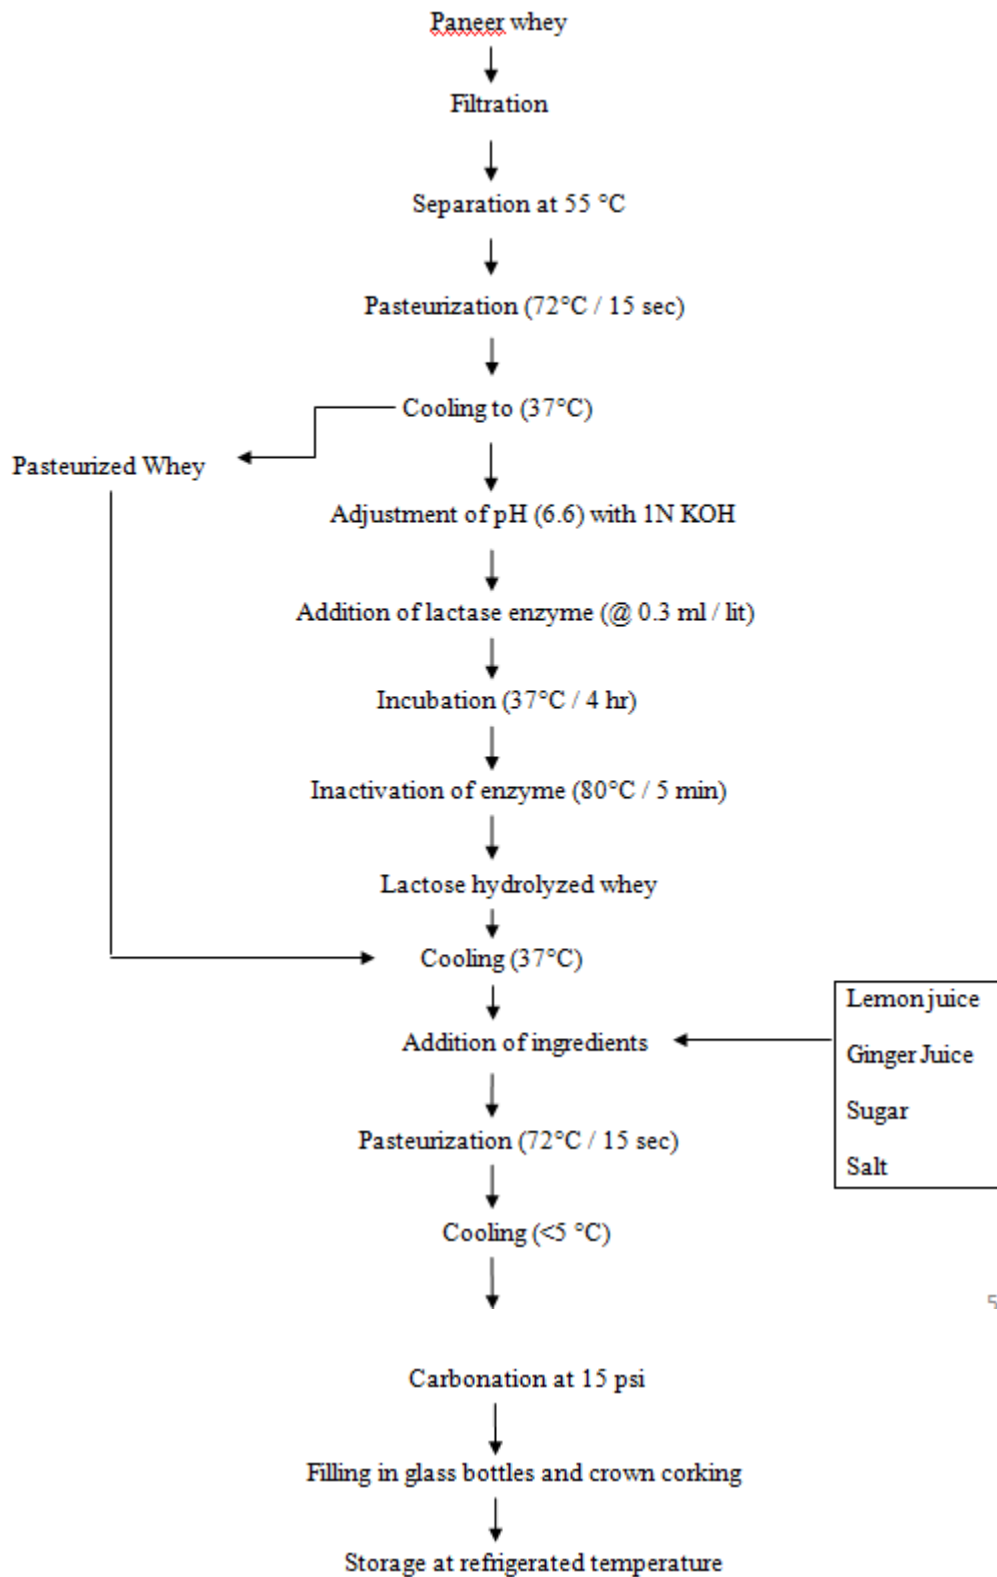 Paneer whey
Filtration
Separation at 55 °C
Pasteurization (72°C / 15 sec)
Cooling to (37°C)
Pasteurized Whey
Adjustment of pH (6.6) with 1N KOH
Addition of lactase enzyme (@ 0.3 ml / lit)
Incubation (37°C / 4 hr)
Inactivation of enzyme (80°C / 5 min)
Lactose hydrolyzed whey
Cooling (37°C)
Lemon juice
Addition of ingredients
Ginger Juice
Sugar
Pasteurization (72°C / 15 sec)
Salt
Cooling (<5 °C)
Carbonation at 15 psi
Filling in glass bottles and crown corking
Storage at refrigerated temperature